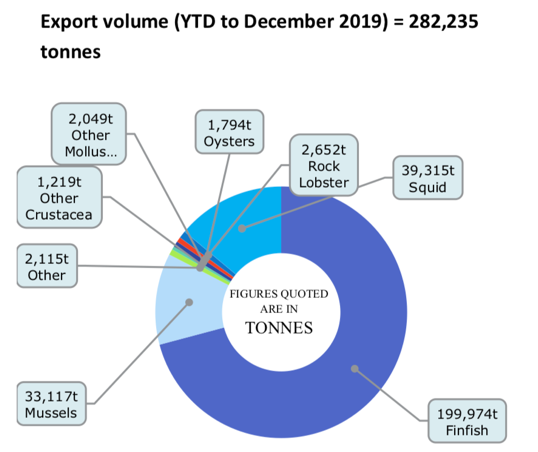 Export volume (YTD to December 2019) = 282,235
tonnes
2,049t
Other
Mollus...
1,794t
Oysters
2,652t
Rock
Lobster
39,315t
Squid
1,219t
Other
Crustacea
2,115t
Other
FIGURES QUOTED
ARE IN
TONNES
33,117t
Mussels
199,974t
Finfish